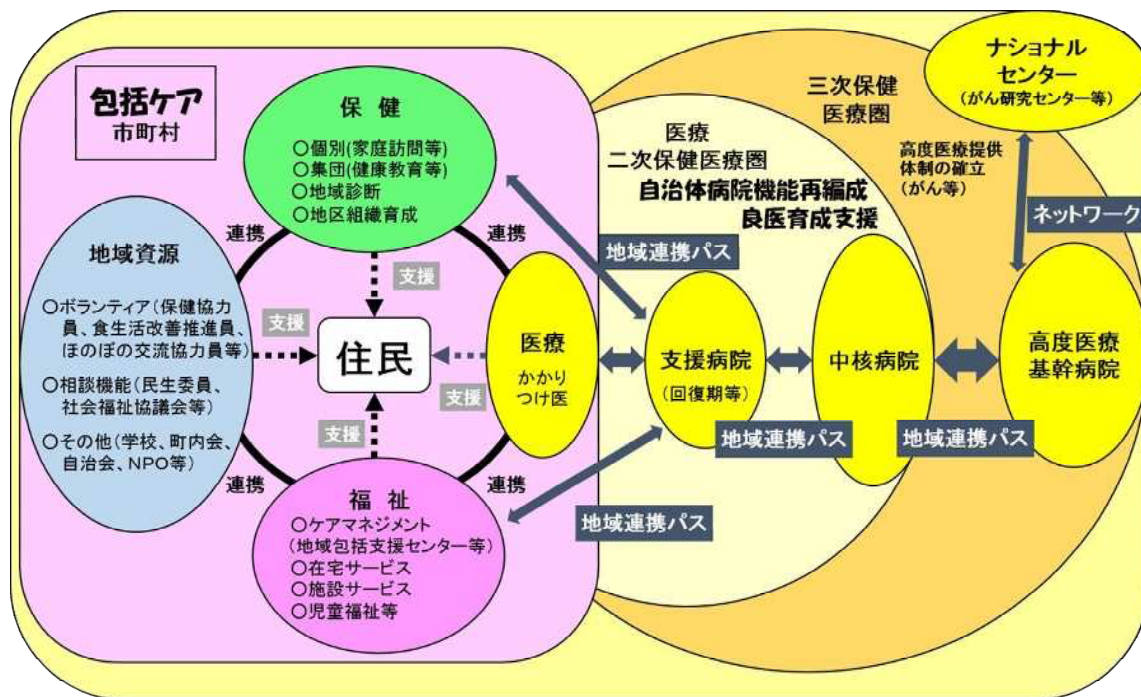 包括ケア
市町村
保 健
○個別(家庭訪問等)
○集団(健康教育等)
○地域診断
○地区組織育成
連携
連携
支援
地域資源
○ボランティア(保健協力
員、食生活改善推進員、
ほのぼの交流協力員等)
○相談機能(民生委員、
社会福祉協議会等)
○その他(学校、町内会、
自治会、NPO等)
支援
住民
支援
医療
かかり
つけ医
支援
連携
連携
福 祉
○ケアマネジメント
(地域包括支援センター等)
○在宅サービス
○施設サービス
○児童福祉等
医療
二次保健医療圏
自治体病院機能再編成
良医育成支援
地域連携パス
支援病院
(回復期等)
中核病院
地域連携パス
地域連携パス
地域連携パス
三次保健
医療圏
ナショナル
センター
(がん研究センター等)
高度医療提供
体制の確立
(がん等)
ネットワーク
高度医療
基幹病院